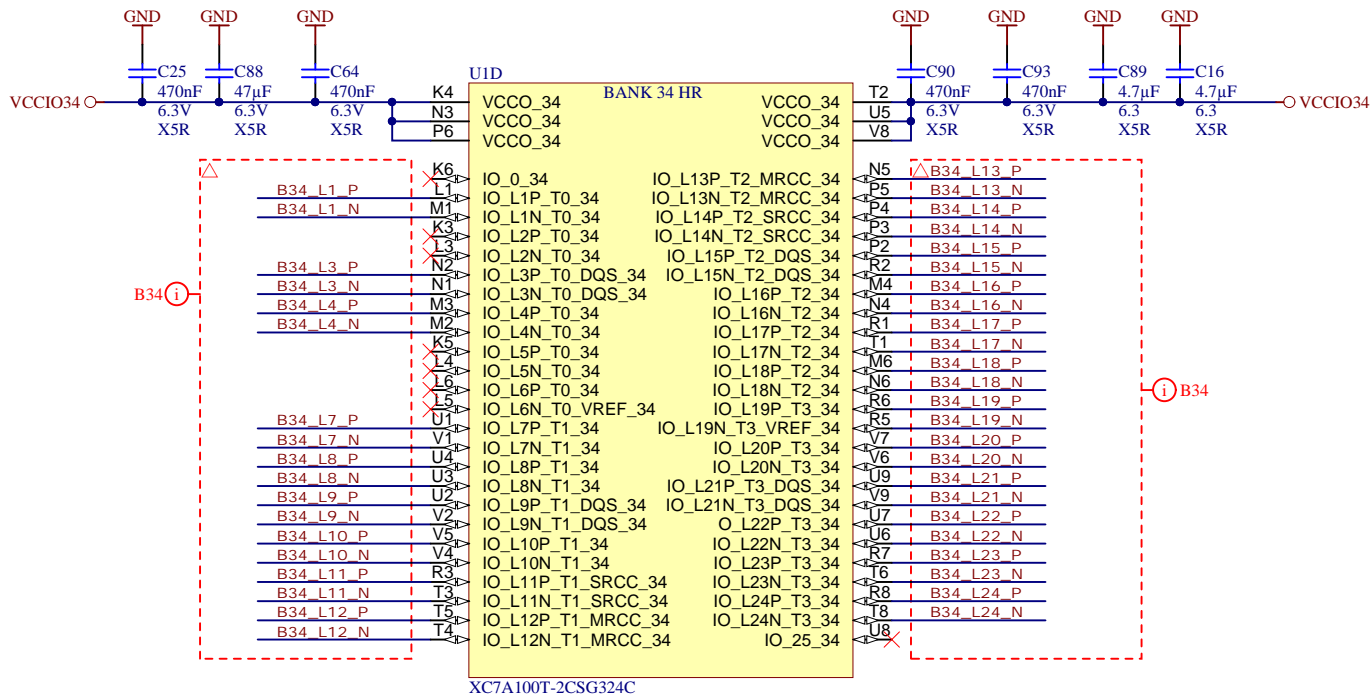 GND GND GND GND GND GND GND
C25 C88 C64 C90 C93 C89 C16
470nF 47µF 470nF 470nF 470nF 4.7µF 4.7µF
6.3V 6.3V 6.3V 6.3V 6.3V 6.3 6.3
X5R X5R X5R X5R X5R X5R X5R
VCCIO34 VCCIO34
U1D
BANK 34 HR
K4 VCCO_34 VCCO_34 T2
N3 VCCO_34 VCCO_34 U5
P6 VCCO_34 VCCO_34 V8
K6 IO_0_34 IO_L13P_T2_MRCC_34 N5 B34_L13_P
B34_L1_P L1 IO_L1P_T0_34 IO_L13N_T2_MRCC_34 P5 B34_L13_N
B34_L1_N M1 IO_L1N_T0_34 IO_L14P_T2_SRCC_34 P4 B34_L14_P
K3 IO_L2P_T0_34 IO_L14N_T2_SRCC_34 P3 B34_L14_N
L3 IO_L2N_T0_34 IO_L15P_T2_DQS_34 P2 B34_L15_P
B34_L3_P N2 IO_L3P_T0_DQS_34 IO_L15N_T2_DQS_34 R2 B34_L15_N
B34 i B34_L3_N N1 IO_L3N_T0_DQS_34 IO_L16P_T2_34 M4 B34_L16_P
B34_L4_P M3 IO_L4P_T0_34 IO_L16N_T2_34 N4 B34_L16_N
B34_L4_N M2 IO_L4N_T0_34 IO_L17P_T2_34 R1 B34_L17_P
K5 IO_L5P_T0_34 IO_L17N_T2_34 T1 B34_L17_N
L4 IO_L5N_T0_34 IO_L18P_T2_34 M6 B34_L18_P
L6 IO_L6P_T0_34 IO_L18N_T2_34 N6 B34_L18_N i B34
L5 IO_L6N_T0_VREF_34 IO_L19P_T3_34 R6 B34_L19_P
B34_L7_P U1 IO_L7P_T1_34 IO_L19N_T3_VREF_34 R5 B34_L19_N
B34_L7_N V1 IO_L7N_T1_34 IO_L20P_T3_34 V7 B34_L20_P
B34_L8_P U4 IO_L8P_T1_34 IO_L20N_T3_34 V6 B34_L20_N
B34_L8_N U3 IO_L8N_T1_34 IO_L21P_T3_DQS_34 U9 B34_L21_P
B34_L9_P U2 IO_L9P_T1_DQS_34 IO_L21N_T3_DQS_34 V9 B34_L21_N
B34_L9_N V2 IO_L9N_T1_DQS_34 O_L22P_T3_34 U7 B34_L22_P
B34_L10_P V5 IO_L10P_T1_34 IO_L22N_T3_34 U6 B34_L22_N
B34_L10_N V4 IO_L10N_T1_34 IO_L23P_T3_34 R7 B34_L23_P
B34_L11_P R3 IO_L11P_T1_SRCC_34 IO_L23N_T3_34 T6 B34_L23_N
B34_L11_N T3 IO_L11N_T1_SRCC_34 IO_L24P_T3_34 R8 B34_L24_P
B34_L12_P T5 IO_L12P_T1_MRCC_34 IO_L24N_T3_34 T8 B34_L24_N
B34_L12_N T4 IO_L12N_T1_MRCC_34 IO_25_34 U8
XC7A100T-2CSG324C